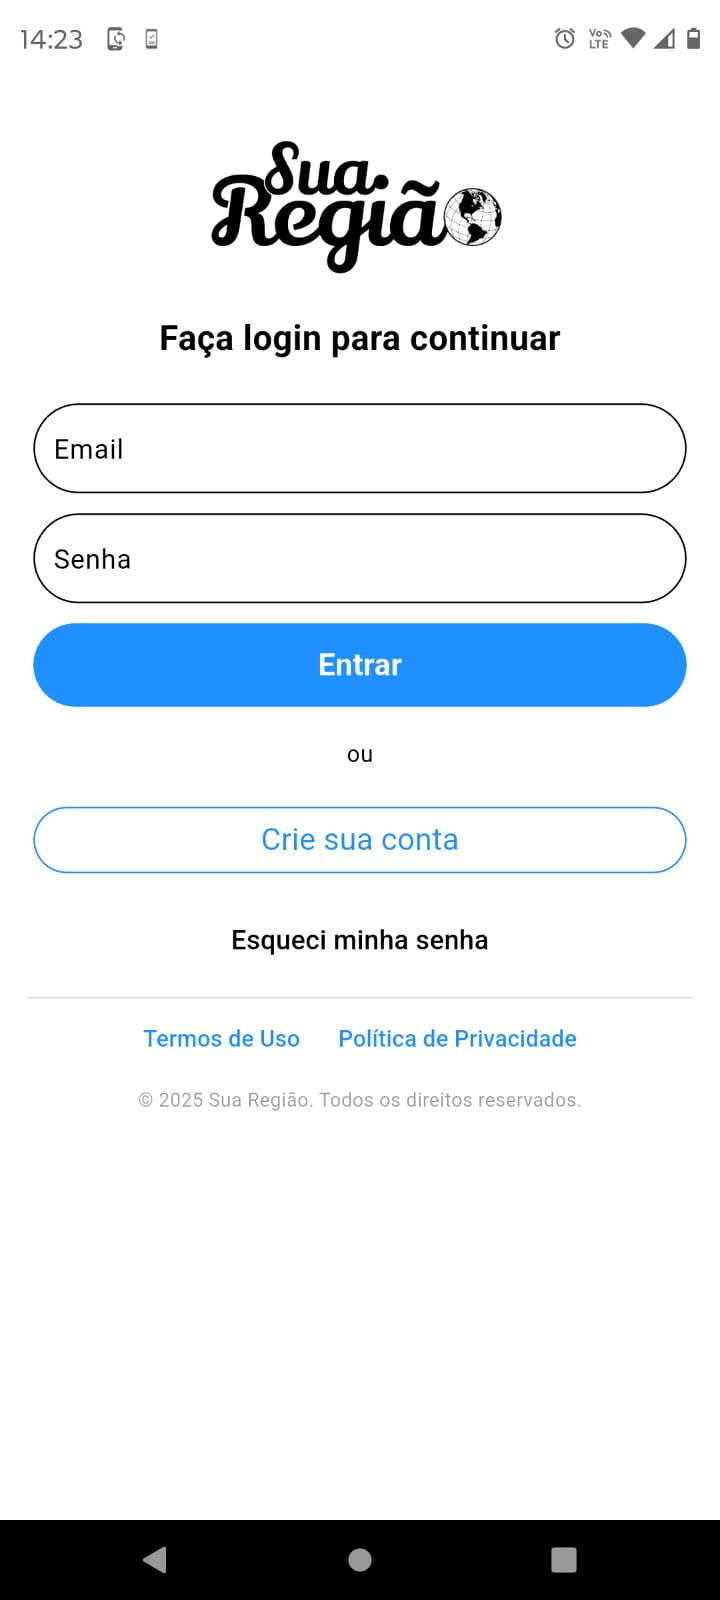 14:23
Vo LTE
Sua
Região
Faça login para continuar
Email
Senha
Entrar
ou
Crie sua conta
Esqueci minha senha
Termos de Uso Política de Privacidade
© 2025 Sua Região. Todos os direitos reservados.